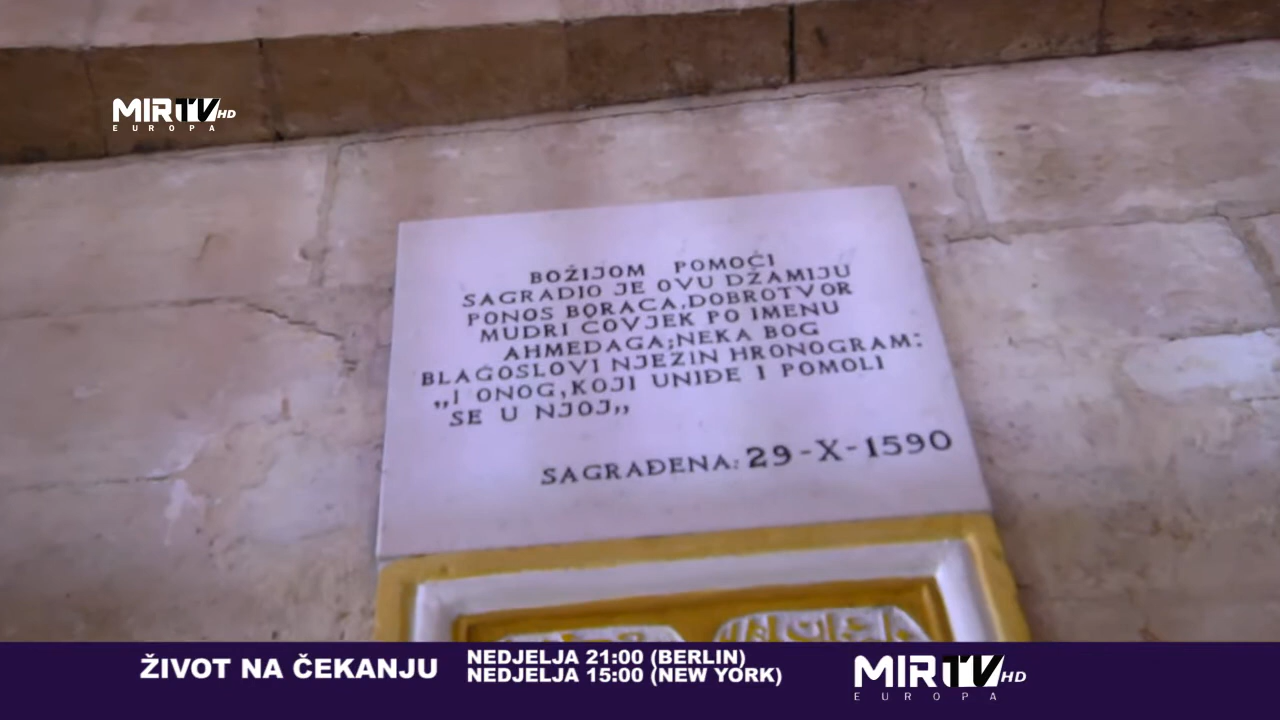 MIR TV HD
EUROPA
BOŽIJOM POMOĆI
SAGRADIO JE OVU DŽAMIJU
PONOS BORACA,DOBROTVOR
MUDRI ČOVJEK PO IMENU
AHMEDAGA;NEKA BOG
BLAGOSLOVI NJEZIN HRONOGRAM:
„I ONOG,KOJI UNIĐE I POMOLI
SE U NJOJ„
SAGRAĐENA: 29-X-1590
ŽIVOT NA ČEKANJU
NEDJELJA 21:00 (BERLIN)
NEDJELJA 15:00 (NEW YORK)
MIR TV HD
EUROPA